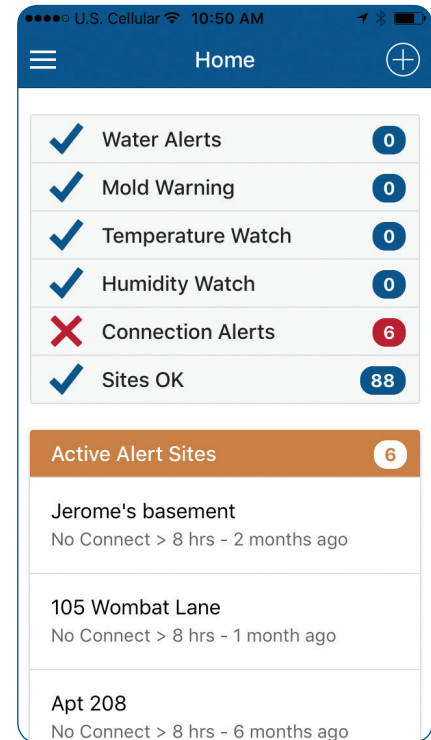 U.S. Cellular 10:50 AM
Home
Water Alerts 0
Mold Warning 0
Temperature Watch 0
Humidity Watch 0
Connection Alerts 6
Sites OK 88
Active Alert Sites 6
Jerome's basement
No Connect > 8 hrs - 2 months ago
105 Wombat Lane
No Connect > 8 hrs - 1 month ago
Apt 208
No Connect > 8 hrs - 6 months ago